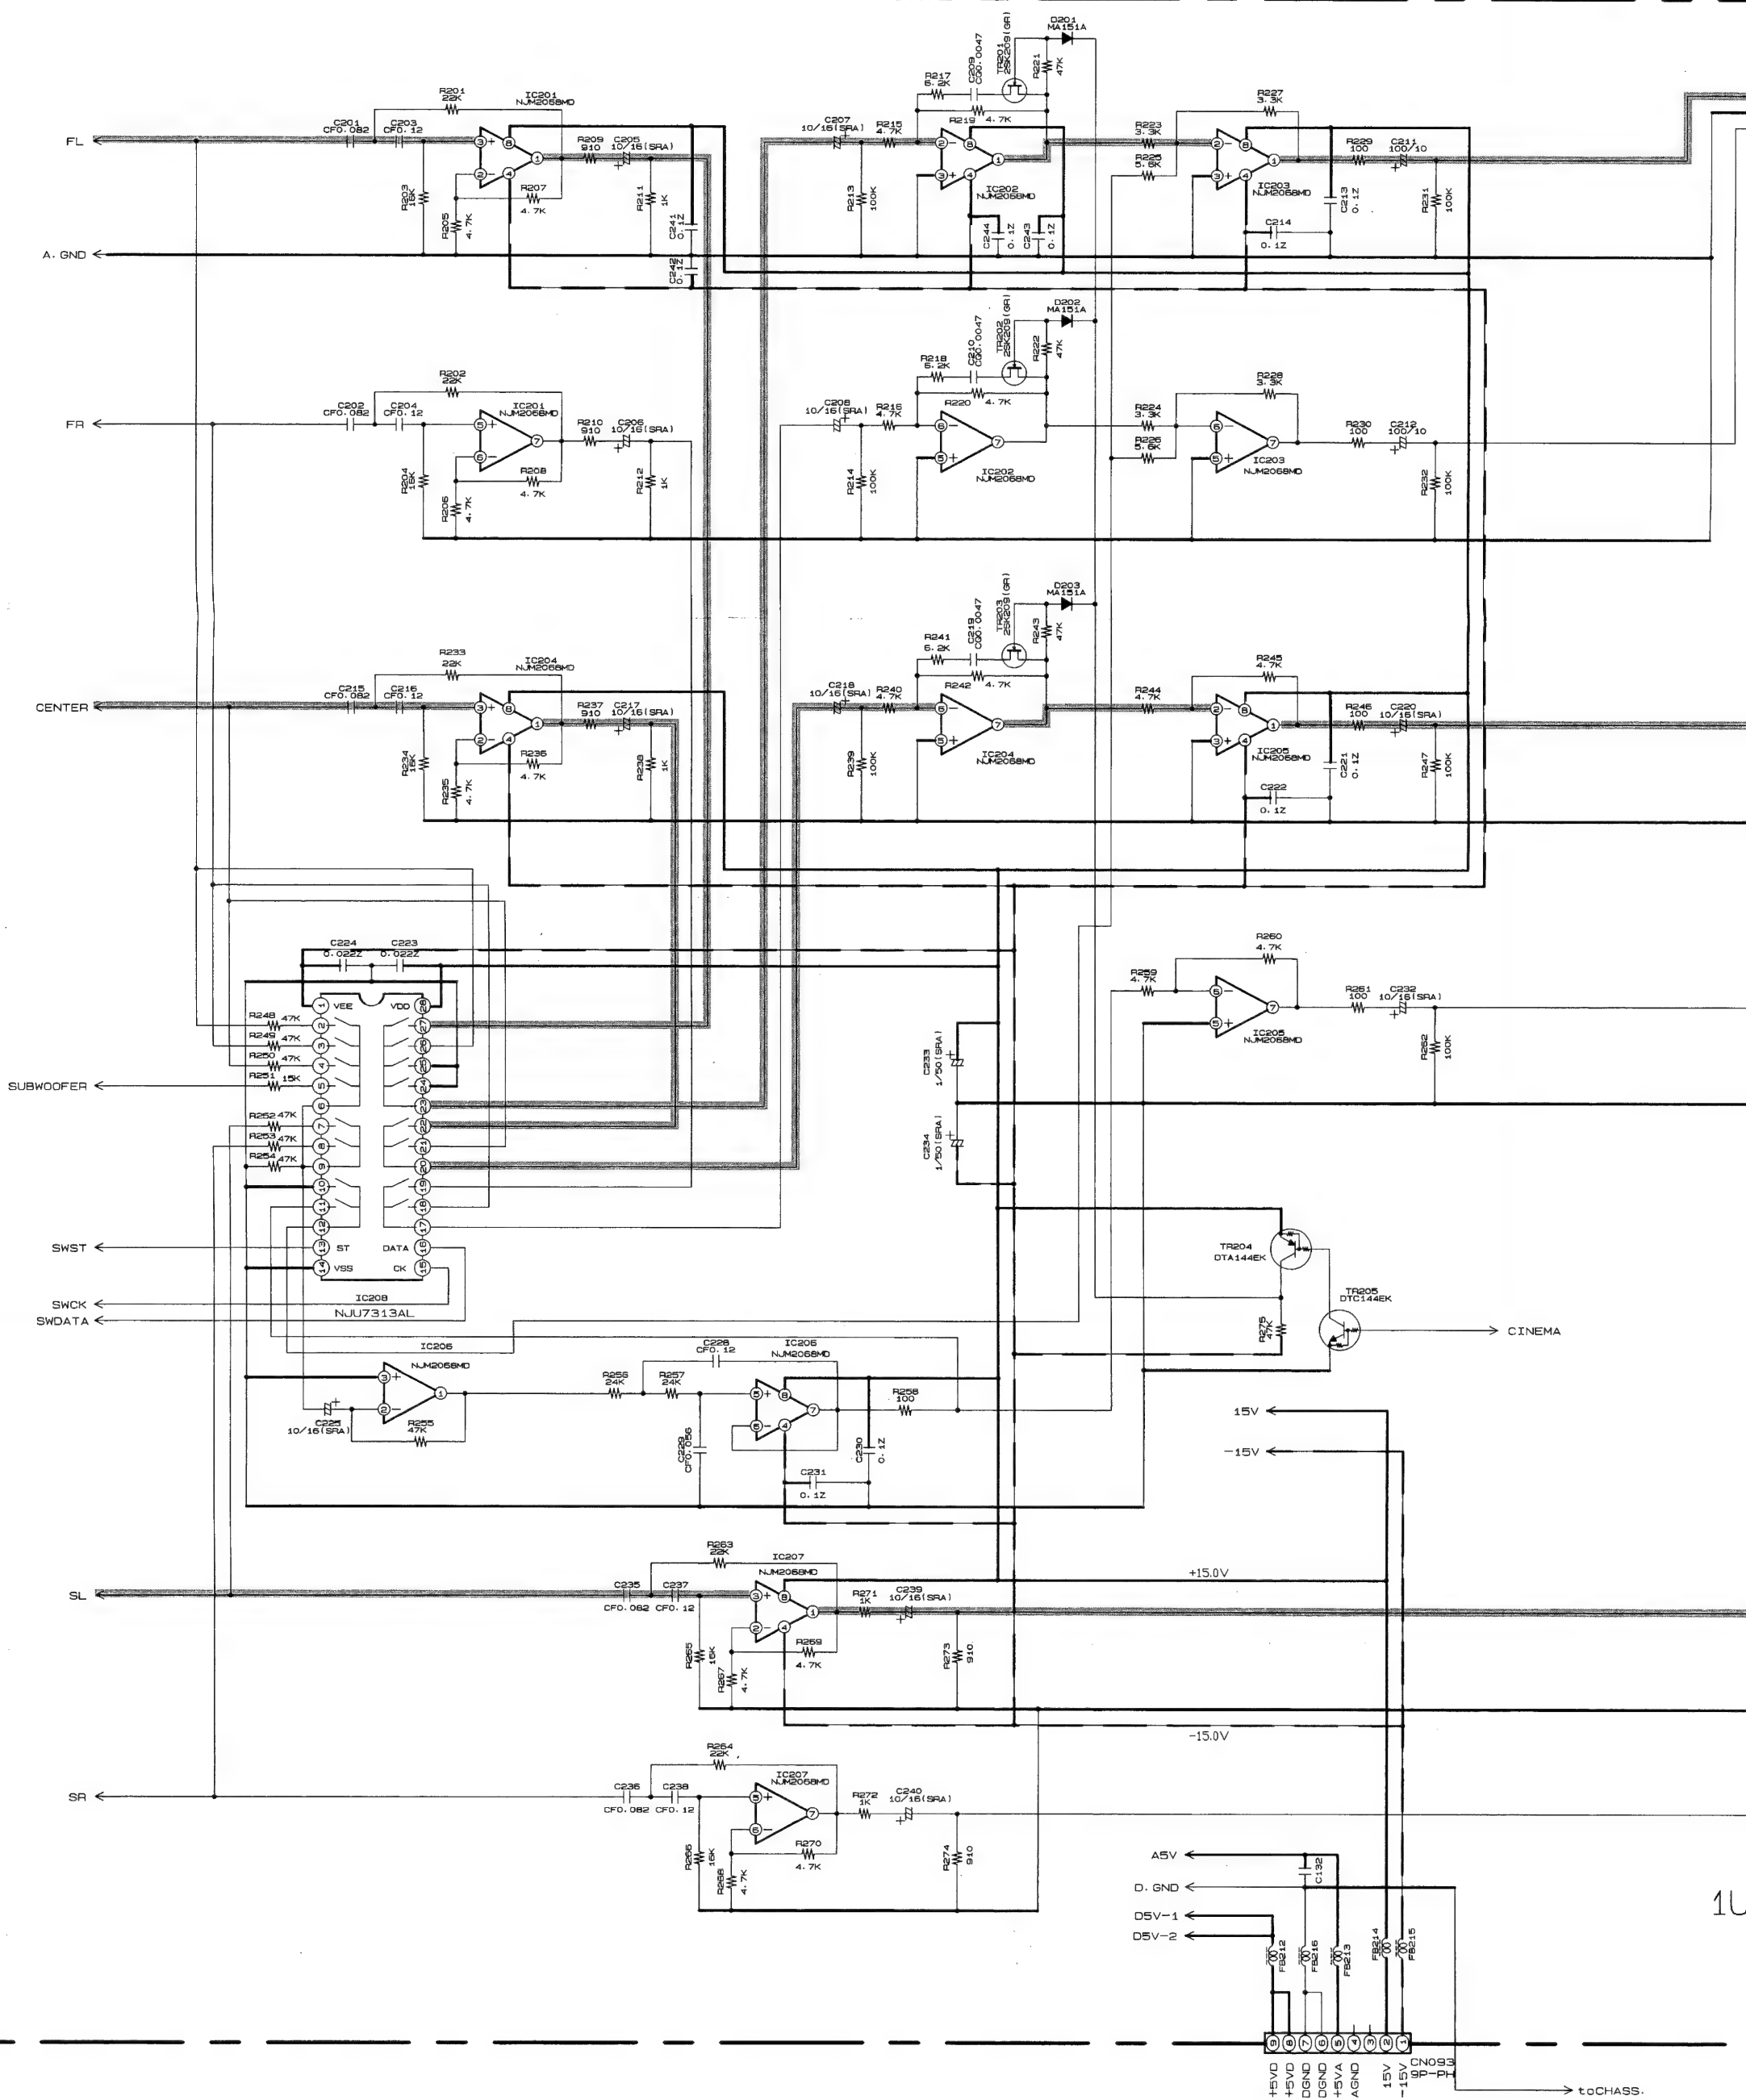 D201
MA151A
TR201
2SK209(GR)
C209
CQ0.0047
R217
6.2K
R221
47K
R201
22K
IC201
NJM2068MD
R227
3.3K
C201
CF0.082
C203
CF0.12
C207
10/16(SRA)
R215
4.7K
R219
4.7K
R223
3.3K
FL
R209
910
C205
10/16(SRA)
R225
R229
100
C211
100/10
R203
R207
4.7K
R205
4.7K
R211
1K
C241
0.1Z
R213
100K
IC202
NJM2068MD
IC203
NJM2068MD
C213
0.1Z
R231
100K
C244
0.1Z
C243
0.1Z
C214
0.1Z
A. GND
C242
0.1Z
D202
MA151A
TR202
2SK209(GR)
C210
CQ0.0047
R218
6.2K
R222
47K
R202
22K
R228
3.3K
C202
CF0.082
C204
CF0.12
IC201
NJM2068MD
C208
10/16(SRA)
R216
4.7K
R220
4.7K
R224
3.3K
FR
R210
910
C206
10/16(SRA)
R226
R230
100
C212
100/10
R204
R208
4.7K
R206
4.7K
R212
1K
R214
100K
IC202
NJM2068MD
IC203
NJM2068MD
R232
100K
D203
MA151A
TR203
2SK209(GR)
C219
CQ0.0047
R241
6.2K
R243
47K
R233
22K
IC204
NJM2068MD
R245
4.7K
C215
CF0.082
C216
CF0.12
C218
10/16(SRA)
R240
4.7K
R242
4.7K
R244
4.7K
CENTER
R237
910
C217
10/16(SRA)
R246
100
C220
10/16(SRA)
R234
R236
4.7K
R235
4.7K
R238
1K
R239
100K
IC204
NJM2068MD
IC205
NJM2068MD
C221
0.1Z
R247
100K
C222
0.1Z
C224
0.022Z
C223
0.022Z
R260
4.7K
R259
4.7K
VEE
VDD
R261
100
C232
10/16(SRA)
R248 47K
R249 47K
R250 47K
R251 15K
IC205
NJM2068MD
R262
100K
C233
1/50(SRA)
SUBWOOFER
R252 47K
R253 47K
R254 47K
C234
1/50(SRA)
SWST
ST
DATA
VSS
CK
TR204
DTA144EK
IC208
NJU7313AL
SWCK
SWDATA
TR205
DTC144EK
R275
47K
CINEMA
IC206
NJM2068MD
C228
CF0.12
IC206
NJM2068MD
R256
24K
R257
24K
R258
100
C225
10/16(SRA)
R255
47K
C229
CF0.056
C230
0.1Z
C231
0.1Z
15V
-15V
R263
22K
IC207
NJM2068MD
+15.0V
SL
C235
CF0.082
C237
CF0.12
R271
1K
C239
10/16(SRA)
R265
R269
4.7K
R267
4.7K
R273
910
-15.0V
R264
22K
IC207
NJM2068MD
SR
C236
CF0.082
C238
CF0.12
R272
1K
C240
10/16(SRA)
R266
R270
4.7K
R268
4.7K
R274
910
A5V
C132
D. GND
D5V-1
D5V-2
FB212
FB216
FB213
FB214
FB215
1U
9 8 7 6 5 4 3 2 1
CN093
9P-PH
+5VD
+5VD
DGND
DGND
+5VA
AGND
15V
-15V
toCHASS.